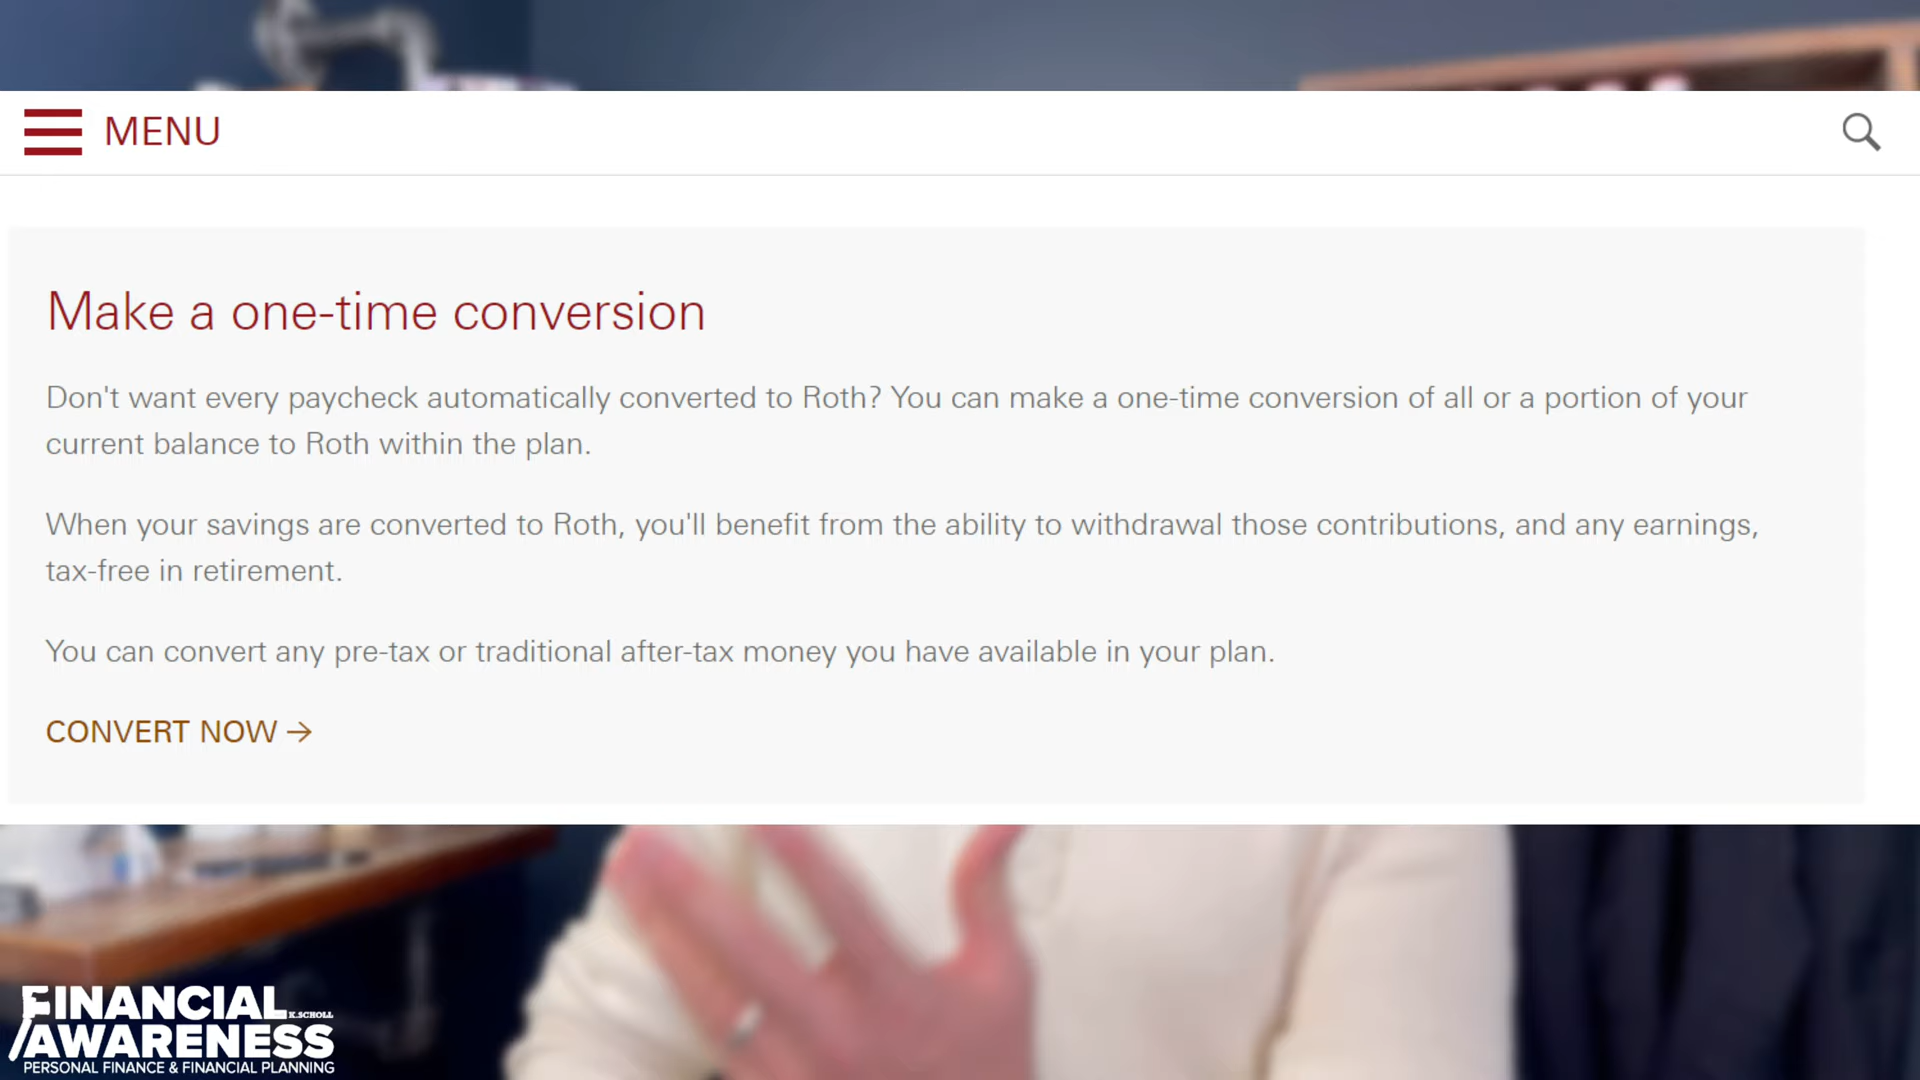 MENU
Make a one-time conversion
Don't want every paycheck automatically converted to Roth? You can make a one-time conversion of all or a portion of your
current balance to Roth within the plan.
When your savings are converted to Roth, you'll benefit from the ability to withdrawal those contributions, and any earnings,
tax-free in retirement.
You can convert any pre-tax or traditional after-tax money you have available in your plan.
CONVERT NOW →
FINANCIAL
K.SCHOLL
AWARENESS
PERSONAL FINANCE & FINANCIAL PLANNING